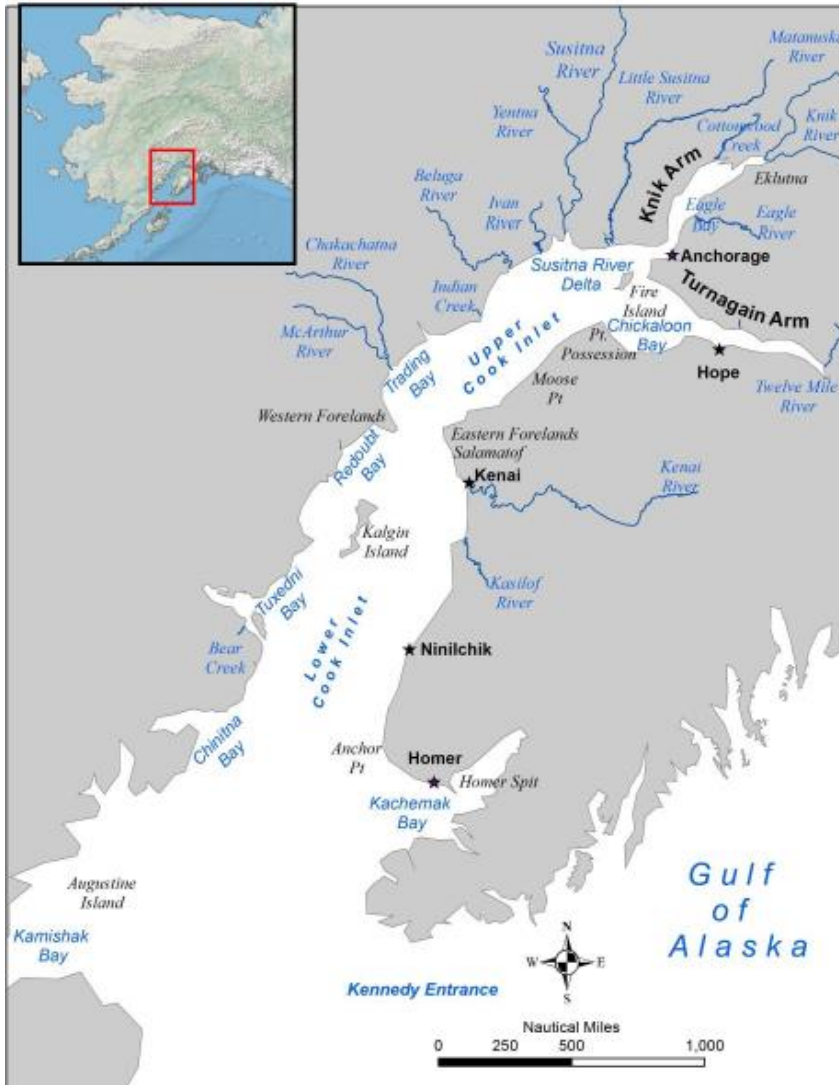 Susitna
River
Matanuska
River
Little Susitna
River
Yentna
River
Cottonwood
Creek
Knik
River
Knik Arm
Eklutna
Beluga
River
Ivan
River
Eagle
Bay
Eagle
River
Chakachatna
River
Anchorage
Susitna River
Delta
Indian
Creek
Fire
Island
Turnagain Arm
McArthur
River
Chickaloon
Bay
Upper
Cook Inlet
Pt.
Possession
Hope
Trading
Bay
Moose
Pt
Twelve Mile
River
Western Forelands
Eastern Forelands
Salamatof
Redoubt
Bay
Kenai
Kenai
River
Kalgin
Island
Tuxedni
Bay
Kasilof
River
Lower
Cook Inlet
Bear
Creek
Ninilchik
Chinitna
Bay
Anchor
Pt
Homer
Homer Spit
Kachemak
Bay
Augustine
Island
Gulf
of
Alaska
Kamishak
Bay
N
W E
S
Kennedy Entrance
Nautical Miles
0 250 500 1,000